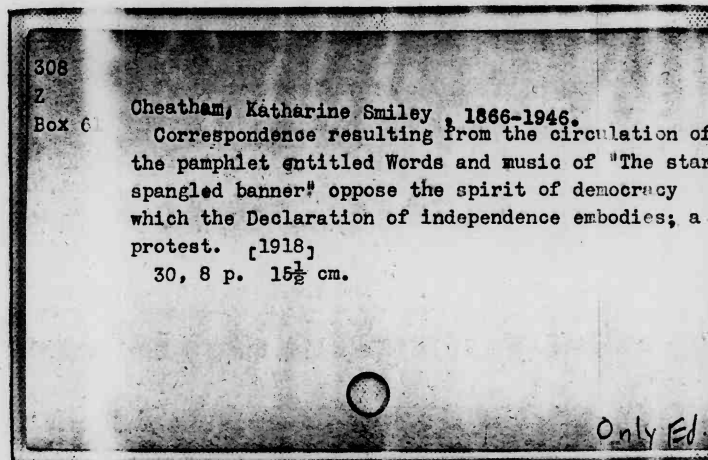 308
Z
Box 61
Cheatham, Katharine Smiley , 1866-1946.
Correspondence resulting from the circulation of
the pamphlet entitled Words and music of "The star
spangled banner" oppose the spirit of democracy
which the Declaration of independence embodies; a
protest. [1918]
30, 8 p. 15½ cm.
Only Ed.